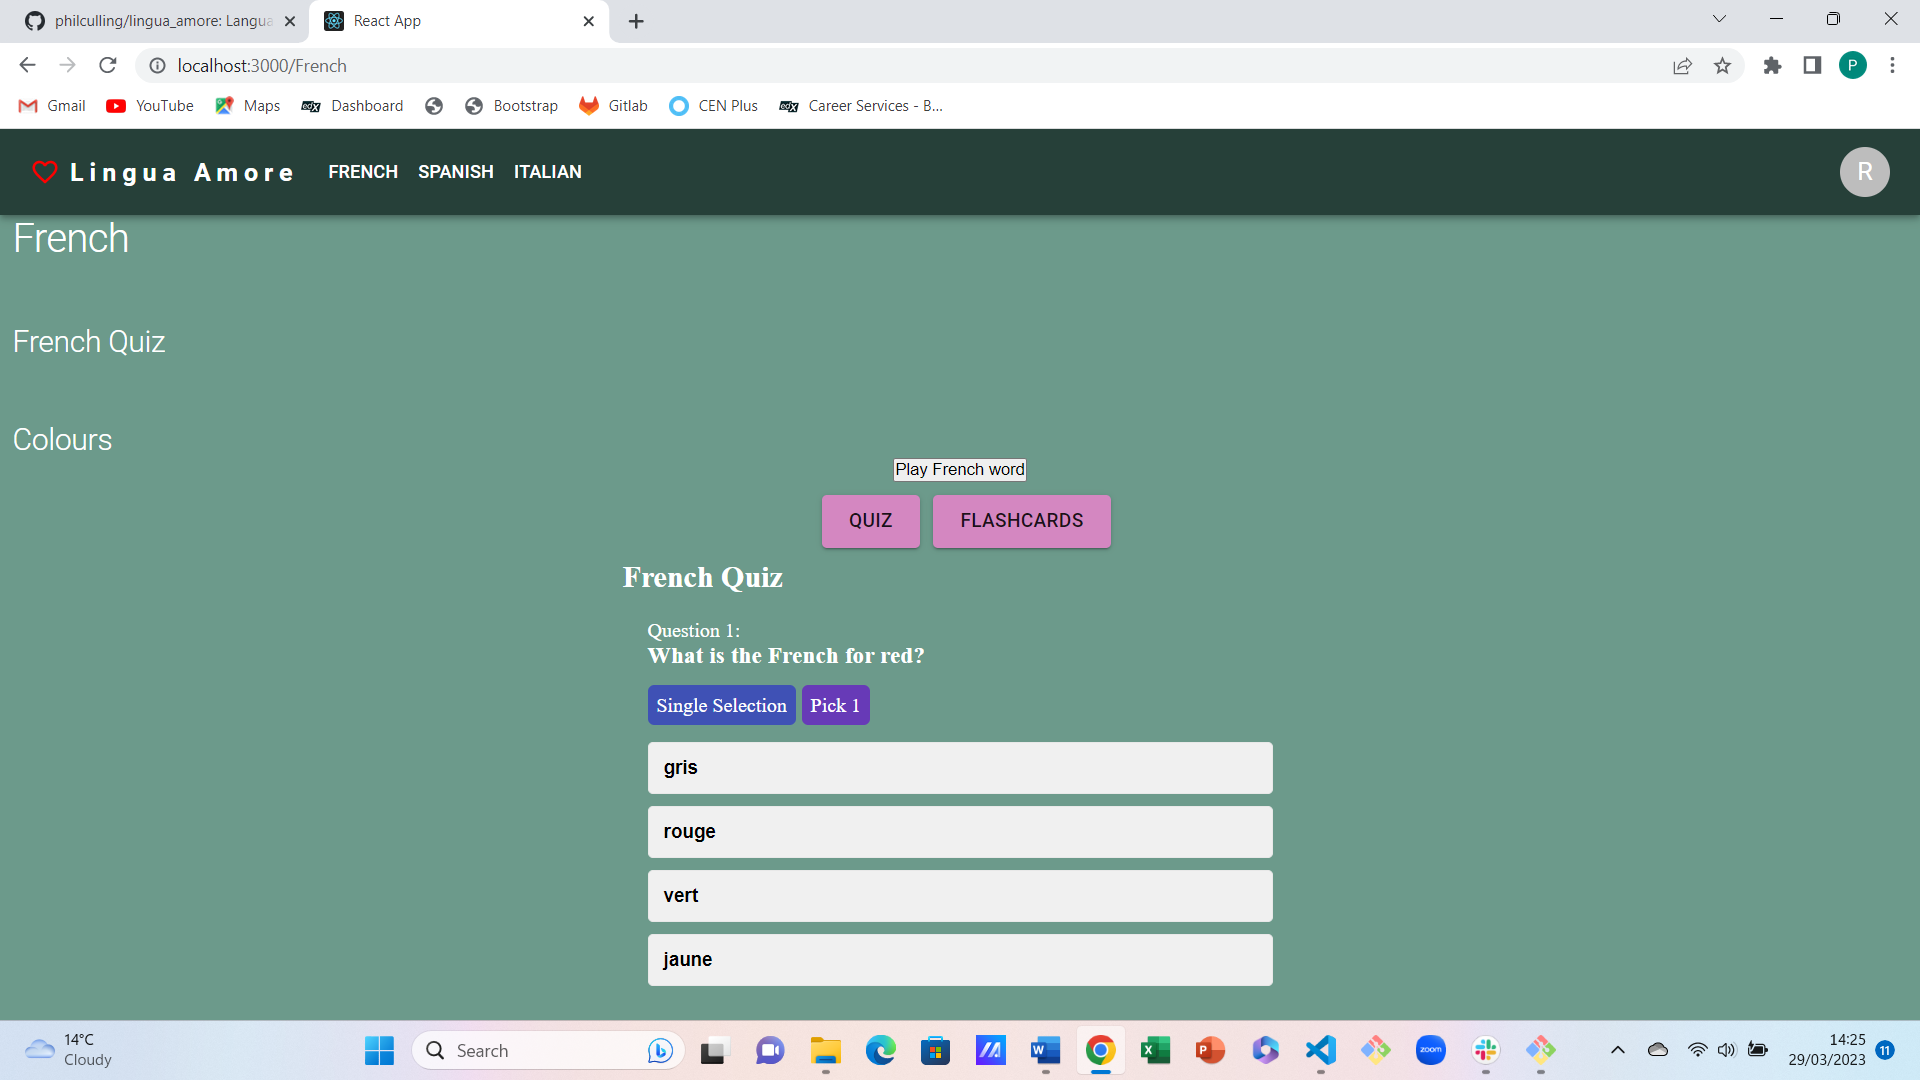 philculling/lingua_amore: Langua
React App
localhost:3000/French
P
Gmail
YouTube
Maps
Dashboard
Bootstrap
Gitlab
CEN Plus
Career Services - B...
Lingua Amore
FRENCH
SPANISH
ITALIAN
R
French
French Quiz
Colours
Play French word
QUIZ
FLASHCARDS
French Quiz
Question 1:
What is the French for red?
Single Selection
Pick 1
gris
rouge
vert
jaune
14°C
Cloudy
Search
zoom
14:25
29/03/2023
11